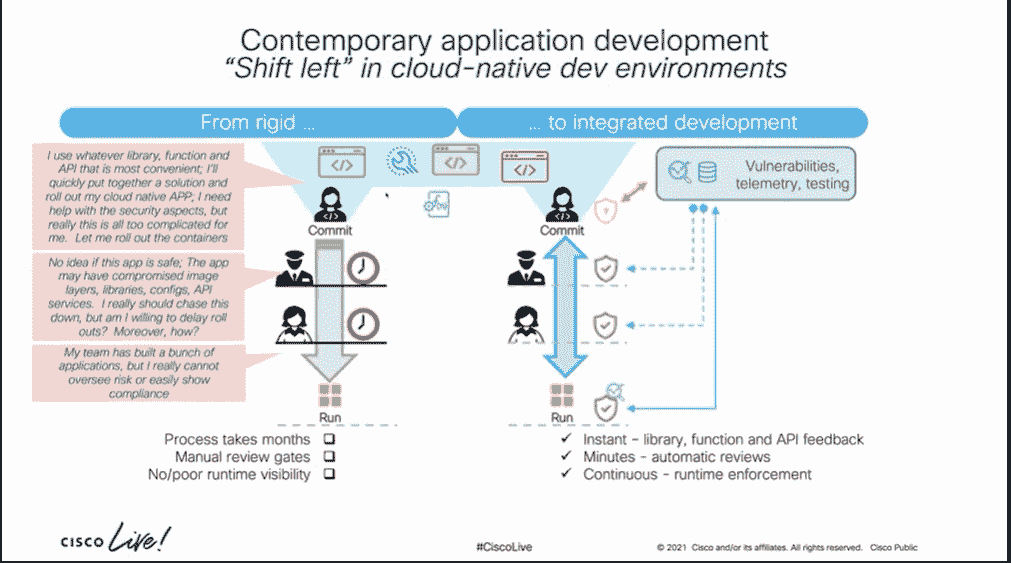 Contemporary application development
“Shift left” in cloud-native dev environments
From rigid ...
... to integrated development
I use whatever library, function and
API that is most convenient; I'll
quickly put together a solution and
roll out my cloud native APP; I need
help with the security aspects, but
really this is all too complicated for
me. Let me roll out the containers
No idea if this app is safe; The app
may have compromised image
layers, libraries, configs, API
services. I really should chase this
down, but am I willing to delay roll
outs? Moreover, how?
My team has built a bunch of
applications, but I really cannot
oversee risk or easily show
compliance
Commit
Run
Process takes months
Manual review gates
No/poor runtime visibility
Commit
Run
Vulnerabilities,
telemetry, testing
Instant – library, function and API feedback
Minutes – automatic reviews
Continuous – runtime enforcement
CISCO Live!
#CiscoLive
© 2021 Cisco and/or its affiliates. All rights reserved. Cisco Public